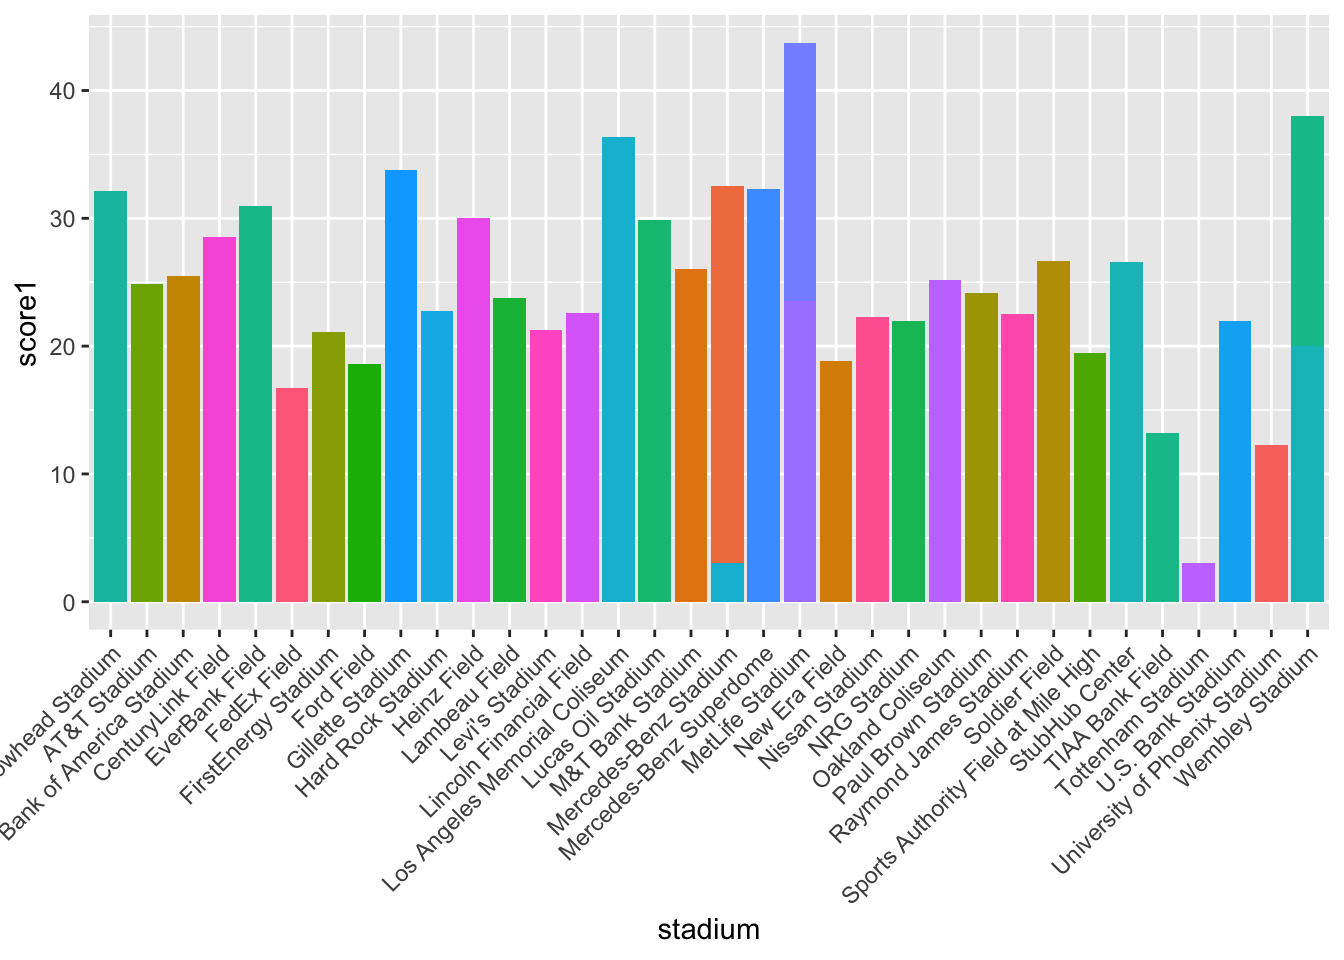 score1
40
30
20
10
0
owhead Stadium
AT&T Stadium
Bank of America Stadium
CenturyLink Field
EverBank Field
FedEx Field
FirstEnergy Stadium
Ford Field
Gillette Stadium
Hard Rock Stadium
Heinz Field
Lambeau Field
Levi's Stadium
Lincoln Financial Field
Los Angeles Memorial Coliseum
Lucas Oil Stadium
M&T Bank Stadium
Mercedes-Benz Stadium
Mercedes-Benz Superdome
MetLife Stadium
New Era Field
Nissan Stadium
NRG Stadium
Oakland Coliseum
Paul Brown Stadium
Raymond James Stadium
Soldier Field
Sports Authority Field at Mile High
StubHub Center
TIAA Bank Field
Tottenham Stadium
U.S. Bank Stadium
University of Phoenix Stadium
Wembley Stadium
stadium